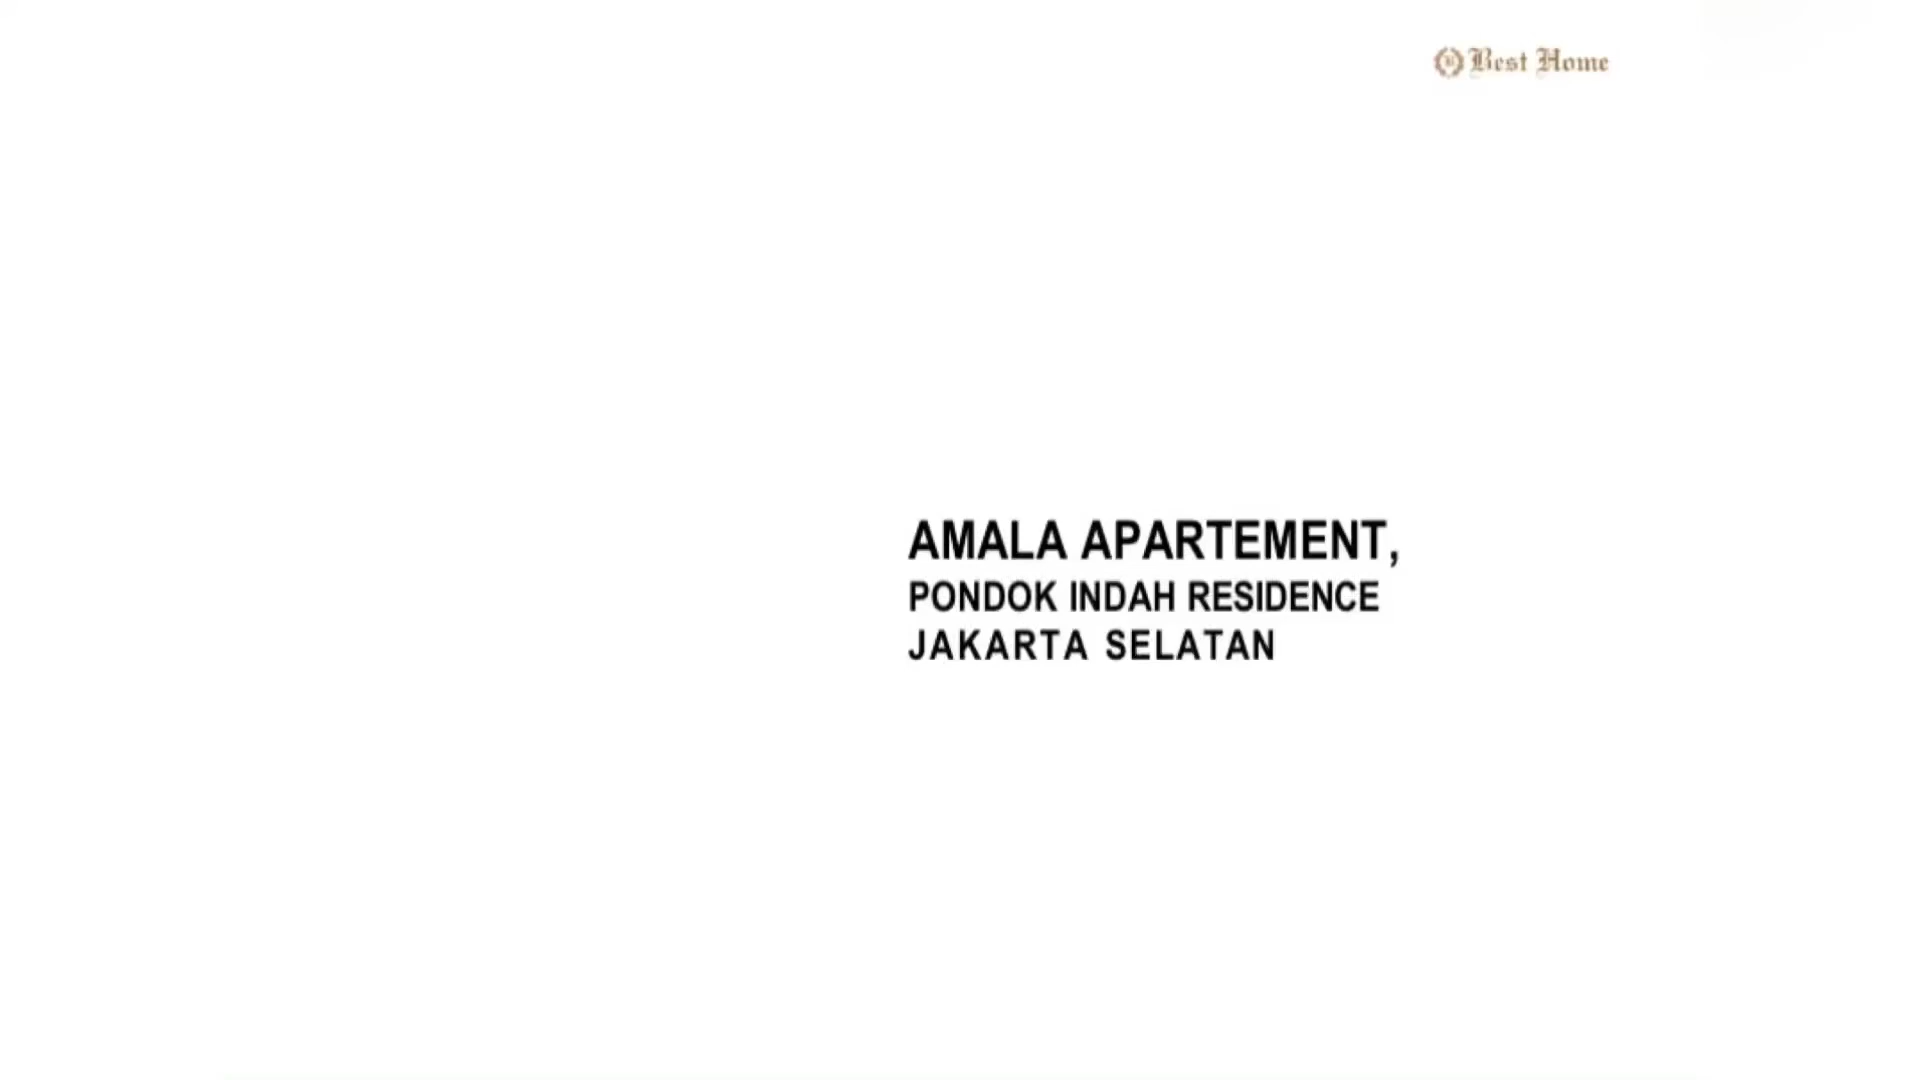 Best Home
AMALA APARTEMENT,
PONDOK INDAH RESIDENCE
JAKARTA SELATAN